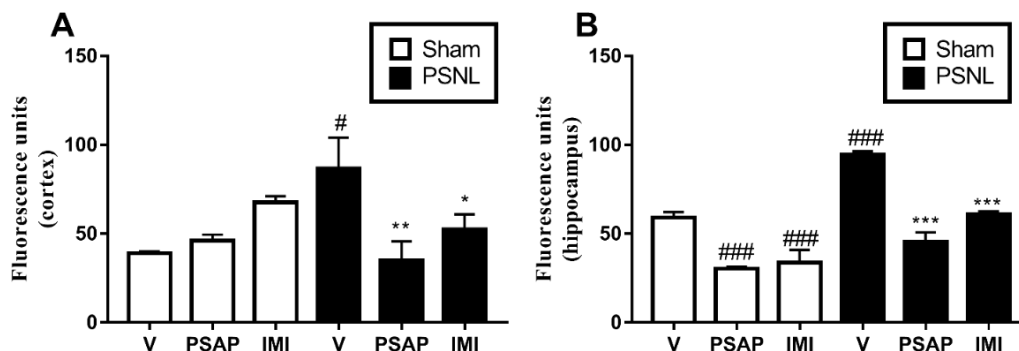 A
Sham
PSNL
Fluorescence units
(cortex)
150
100
50
0
#
**
*
V PSAP IMI V PSAP IMI
B
Sham
PSNL
Fluorescence units
(hippocampus)
150
100
50
0
###
###
###
***
***
V PSAP IMI V PSAP IMI